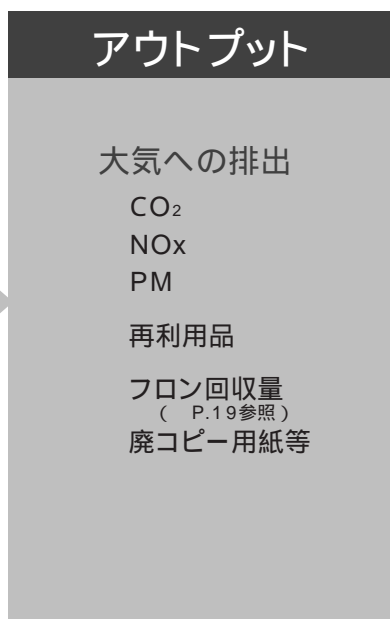 アウトプット
大気への排出
CO₂
NOx
PM
再利用品
フロン回収量
( P.19参照)
廃コピー用紙等